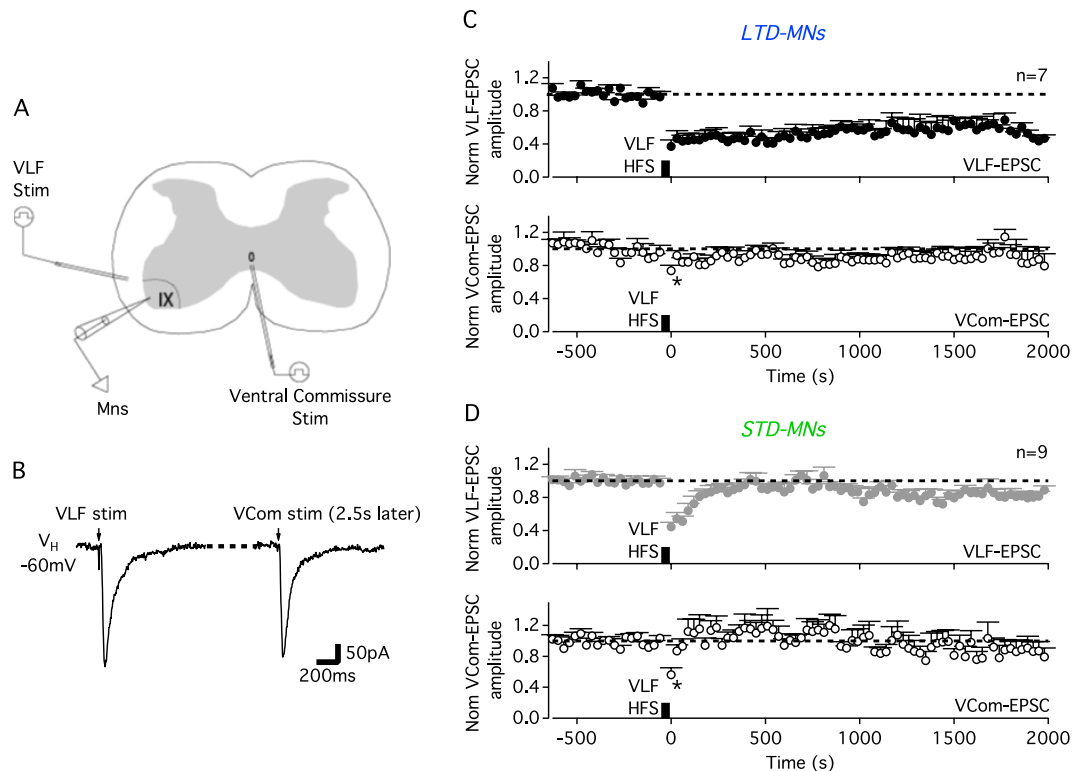 A
VLF
Stim
IX
Mns
Ventral Commissure
Stim
B
VLF stim
VCom stim (2.5s later)
VH
-60mV
50pA
200ms
C
LTD-MNs
n=7
Norm VLF-EPSC
amplitude
1.2
0.8
0.4
0.0
VLF
HFS
VLF-EPSC
Norm VCom-EPSC
amplitude
1.2
0.8
0.4
0.0
*
VLF
HFS
VCom-EPSC
-500
0
500
1000
1500
2000
Time (s)
D
STD-MNs
n=9
Norm VLF-EPSC
amplitude
1.2
0.8
0.4
0.0
VLF
HFS
VLF-EPSC
Nom VCom-EPSC
amplitude
1.2
0.8
0.4
0.0
*
VLF
HFS
VCom-EPSC
-500
0
500
1000
1500
2000
Time (s)